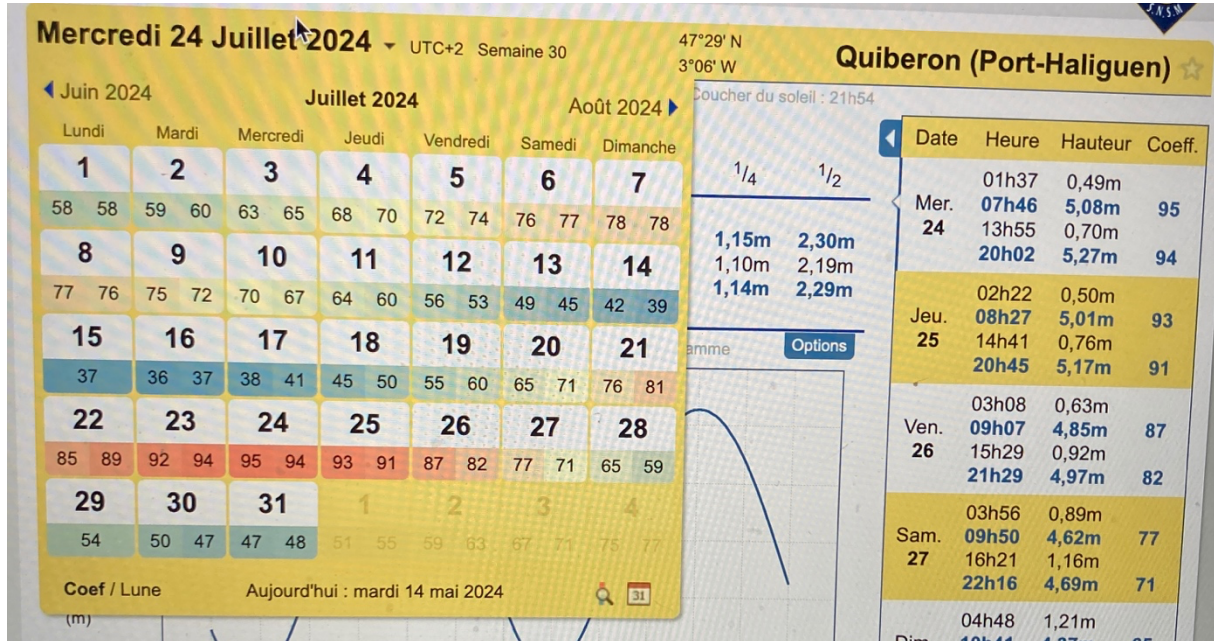 S.N.S.M
Mercredi 24 Juillet 2024 UTC+2 Semaine 30
47°29' N
3°06' W
Quiberon (Port-Haliguen)
Juin 2024 Juillet 2024 Août 2024
Lundi Mardi Mercredi Jeudi Vendredi Samedi Dimanche
1 2 3 4 5 6 7
58 58 59 60 63 65 68 70 72 74 76 77 78 78
8 9 10 11 12 13 14
77 76 75 72 70 67 64 60 56 53 49 45 42 39
15 16 17 18 19 20 21
37 36 37 38 41 45 50 55 60 65 71 76 81
22 23 24 25 26 27 28
85 89 92 94 95 94 93 91 87 82 77 71 65 59
29 30 31 1 2 3 4
54 50 47 47 48 51 55 59 63 67 71 75 77
Coef / Lune Aujourd'hui : mardi 14 mai 2024 31
(m)
Coucher du soleil : 21h54
1/4 1/2
1,15m 2,30m
1,10m 2,19m
1,14m 2,29m
Options
Date Heure Hauteur Coeff.
Mer. 24
01h37 0,49m
07h46 5,08m 95
13h55 0,70m
20h02 5,27m 94
Jeu. 25
02h22 0,50m
08h27 5,01m 93
14h41 0,76m
20h45 5,17m 91
Ven. 26
03h08 0,63m
09h07 4,85m 87
15h29 0,92m
21h29 4,97m 82
Sam. 27
03h56 0,89m
09h50 4,62m 77
16h21 1,16m
22h16 4,69m 71
04h48 1,21m